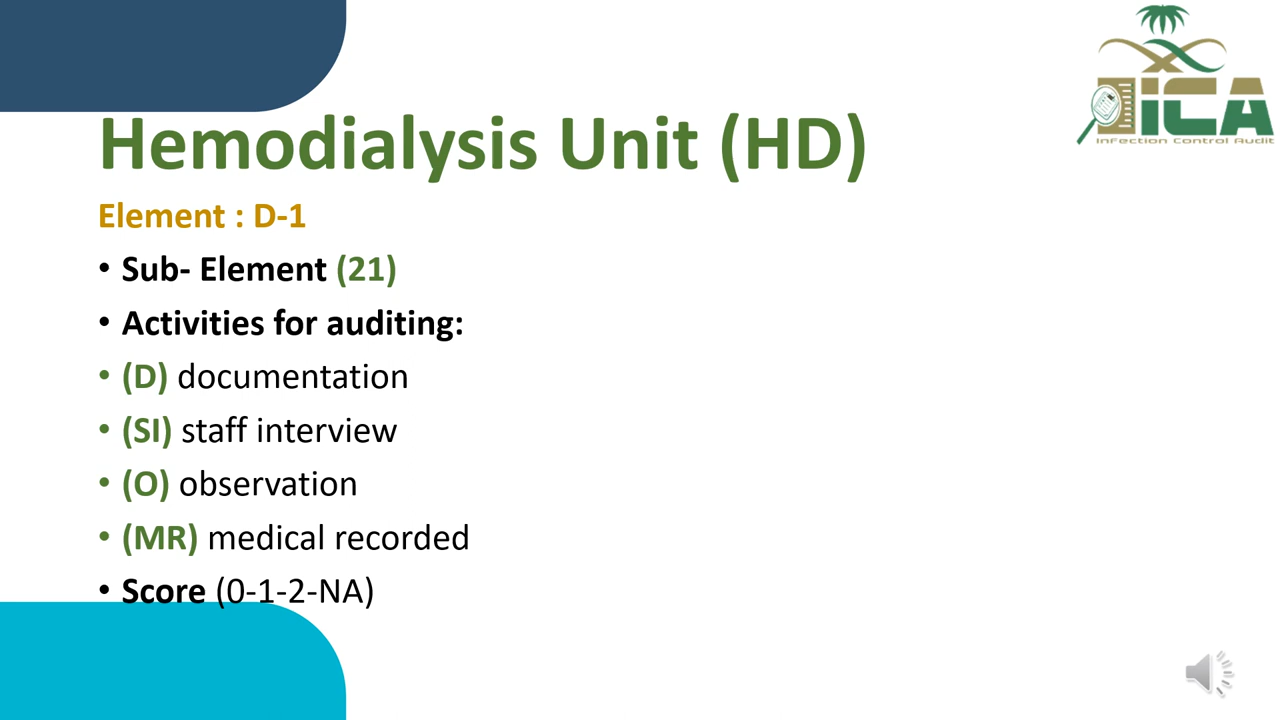 iCA
Infection Control Audit
Hemodialysis Unit (HD)
Element : D-1
• Sub- Element (21)
• Activities for auditing:
• (D) documentation
• (SI) staff interview
• (O) observation
• (MR) medical recorded
• Score (0-1-2-NA)